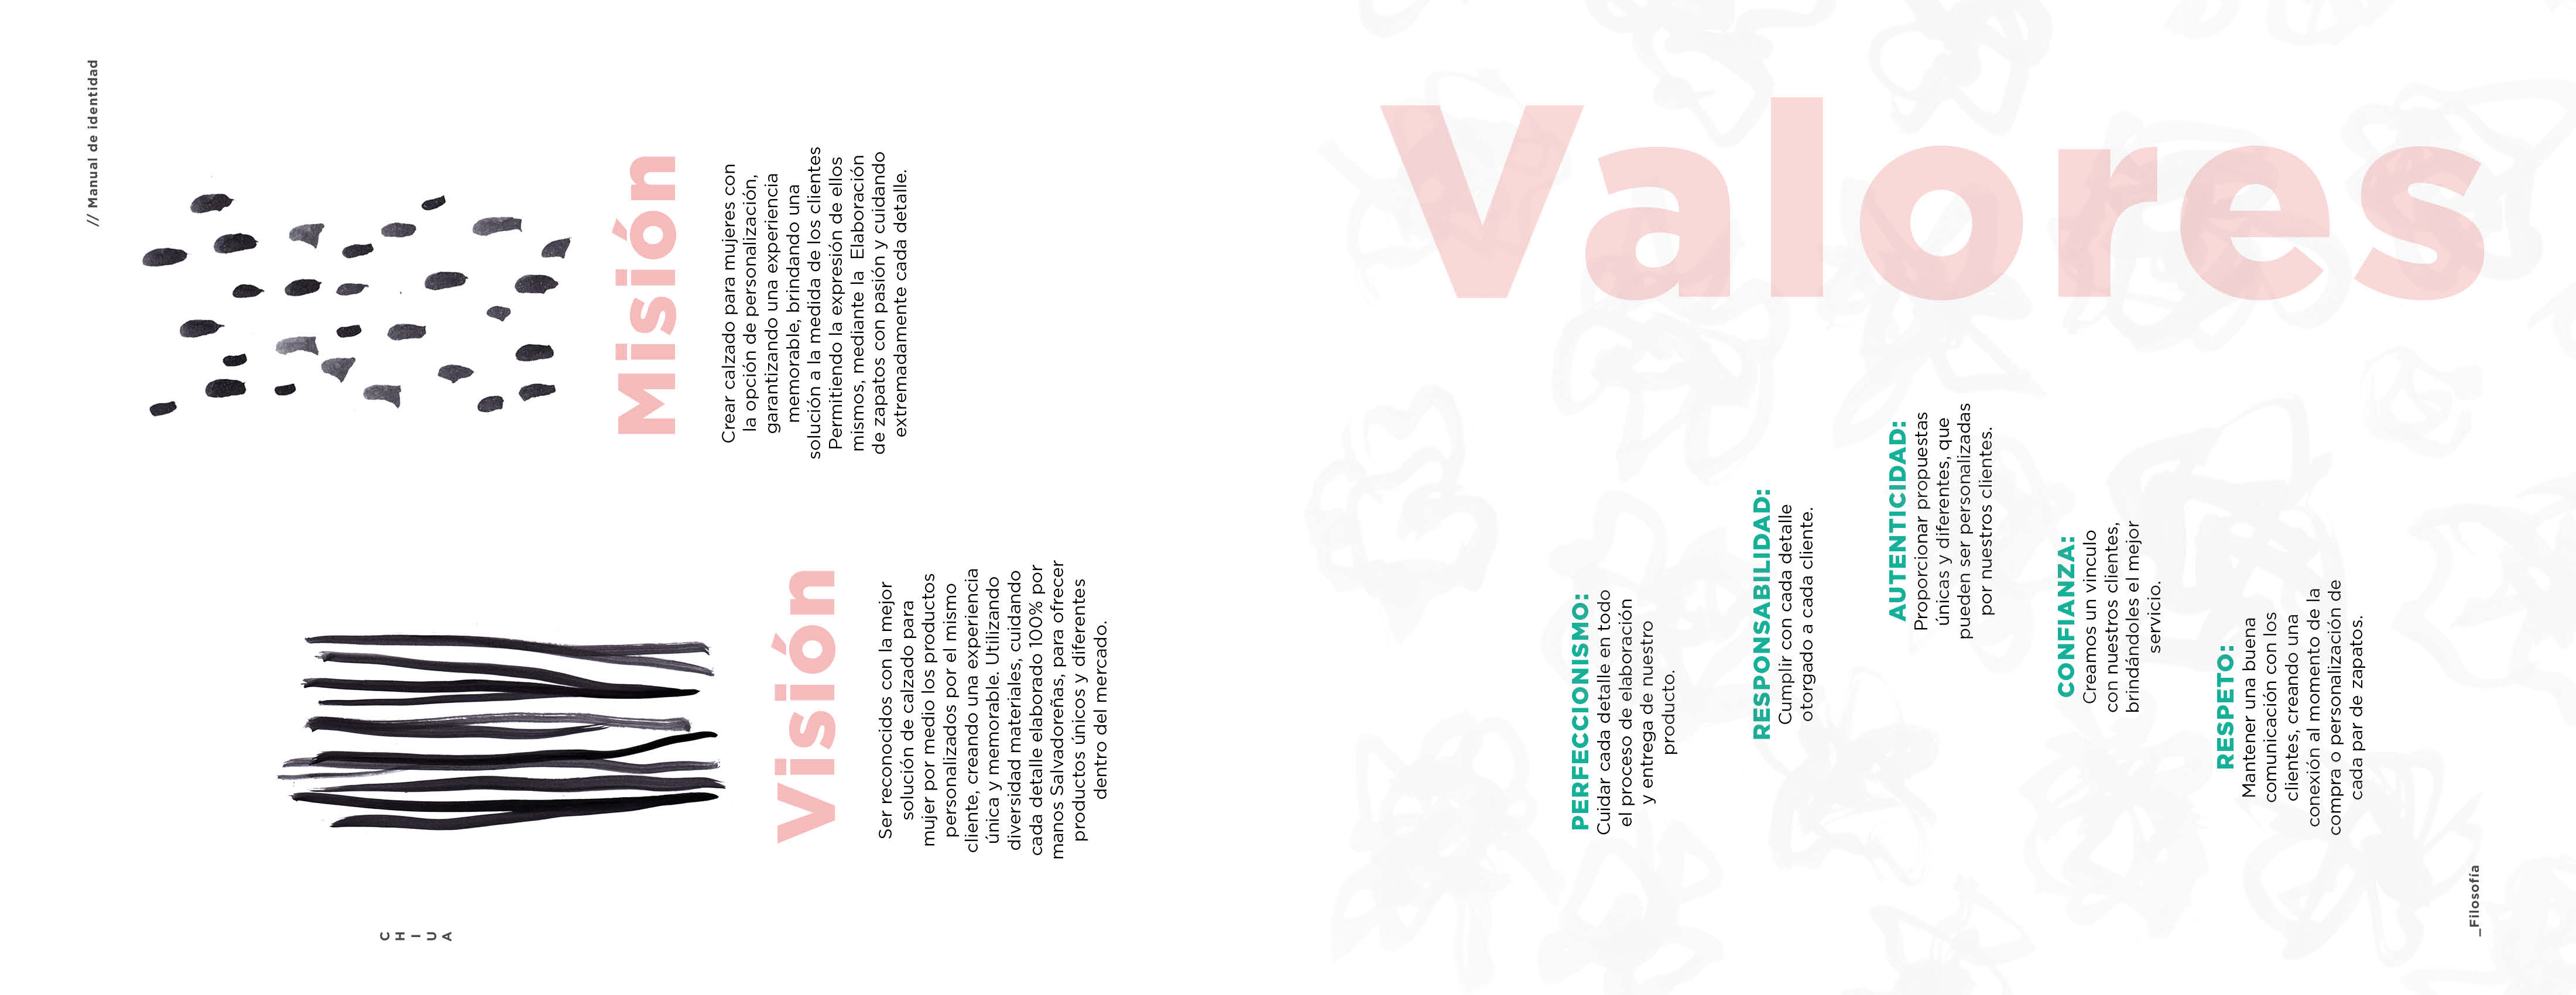 // Manual de identidad
Misión
Crear calzado para mujeres con
la opción de personalización,
garantizando una experiencia
memorable, brindando una
solución a la medida de los clientes
Permitiendo la expresión de ellos
mismos, mediante la  Elaboración
de zapatos con pasión y cuidando
extremadamente cada detalle.
Visión
Ser reconocidos con la mejor
solución de calzado para
mujer por medio los productos
personalizados por el mismo
cliente, creando una experiencia
única y memorable. Utilizando
diversidad materiales, cuidando
cada detalle elaborado 100% por
manos Salvadoreñas, para ofrecer
productos únicos y diferentes
dentro del mercado.
C
H
I
U
A
Valores
PERFECCIONISMO:
Cuidar cada detalle en todo
el proceso de elaboración
y entrega de nuestro
producto.
RESPONSABILIDAD:
Cumplir con cada detalle
otorgado a cada cliente.
AUTENTICIDAD:
Proporcionar propuestas
únicas y diferentes, que
pueden ser personalizadas
por nuestros clientes.
CONFIANZA:
Creamos un vinculo
con nuestros clientes,
brindándoles el mejor
servicio.
RESPETO:
Mantener una buena
comunicación con los
clientes, creando una
conexión al momento de la
compra o personalización de
cada par de zapatos.
_Filosofía